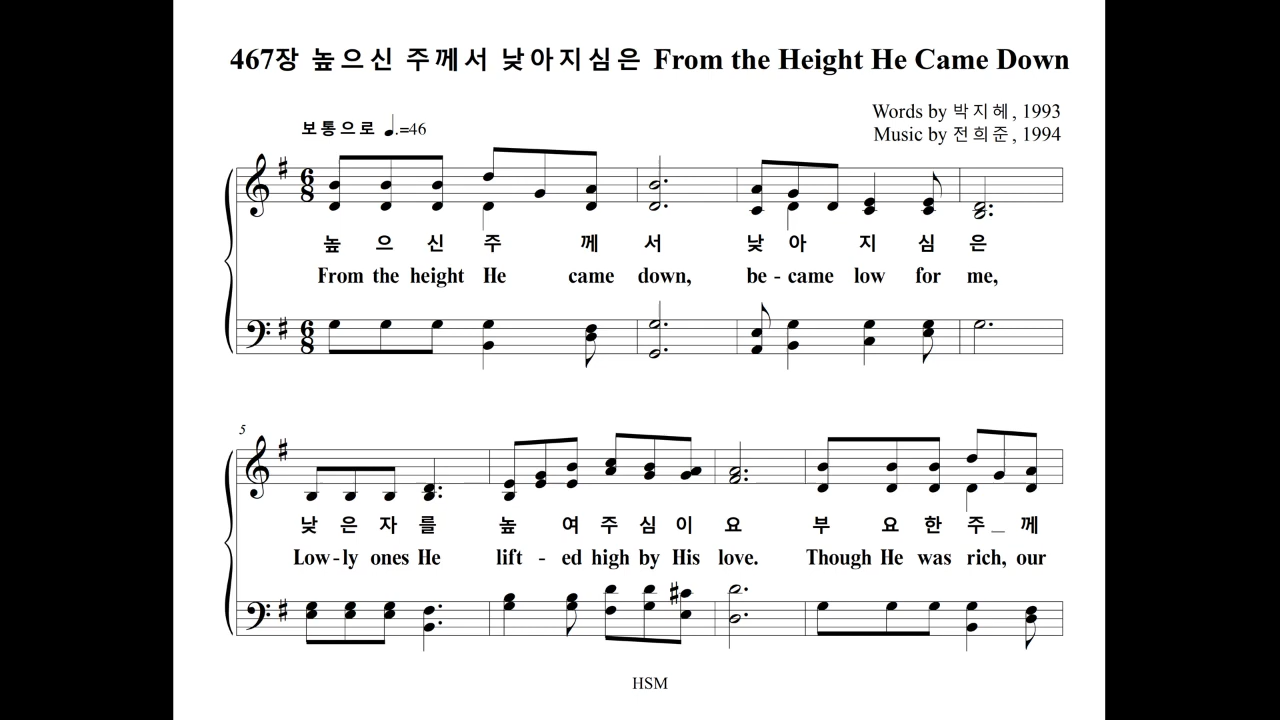 467장 높으신 주께서 낮아지심은 From the Height He Came Down
Words by 박지혜, 1993
보통으로 ♩.=46
Music by 전희준, 1994
6 8
높 으 신 주 께 서 낮 아 지 심 은
From the height He came down, be - came low for me,
6 8
5
낮 은 자 를 높 여 주 심 이 요 부 요 한 주 _ 께
Low - ly ones He lift - ed high by His love. Though He was rich, our
HSM